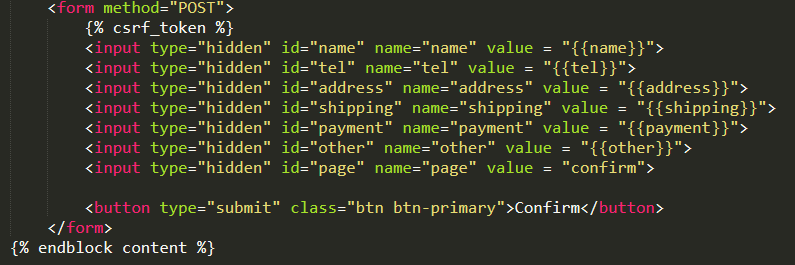 <form method="POST">
{% csrf_token %}
<input type="hidden" id="name" name="name" value = "{{name}}">
<input type="hidden" id="tel" name="tel" value = "{{tel}}">
<input type="hidden" id="address" name="address" value = "{{address}}">
<input type="hidden" id="shipping" name="shipping" value = "{{shipping}}">
<input type="hidden" id="payment" name="payment" value = "{{payment}}">
<input type="hidden" id="other" name="other" value = "{{other}}">
<input type="hidden" id="page" name="page" value = "confirm">
<button type="submit" class="btn btn-primary">Confirm</button>
</form>
{% endblock content %}